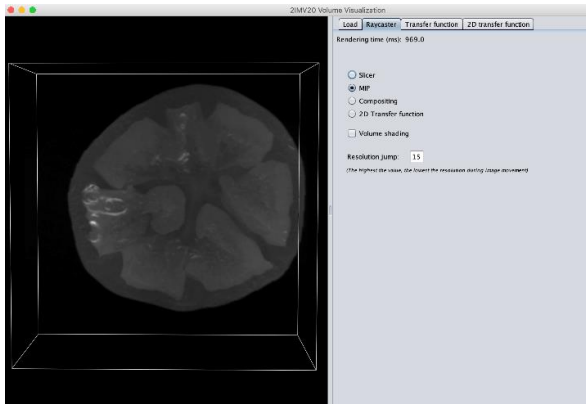 2IMV20 Volume Visualization
Load Raycaster Transfer function 2D transfer function
Rendering time (ms): 969.0
Slicer
MIP
Compositing
2D Transfer function
Volume shading
Resolution jump: 15
(The highest the value, the lowest the resolution during image movement)